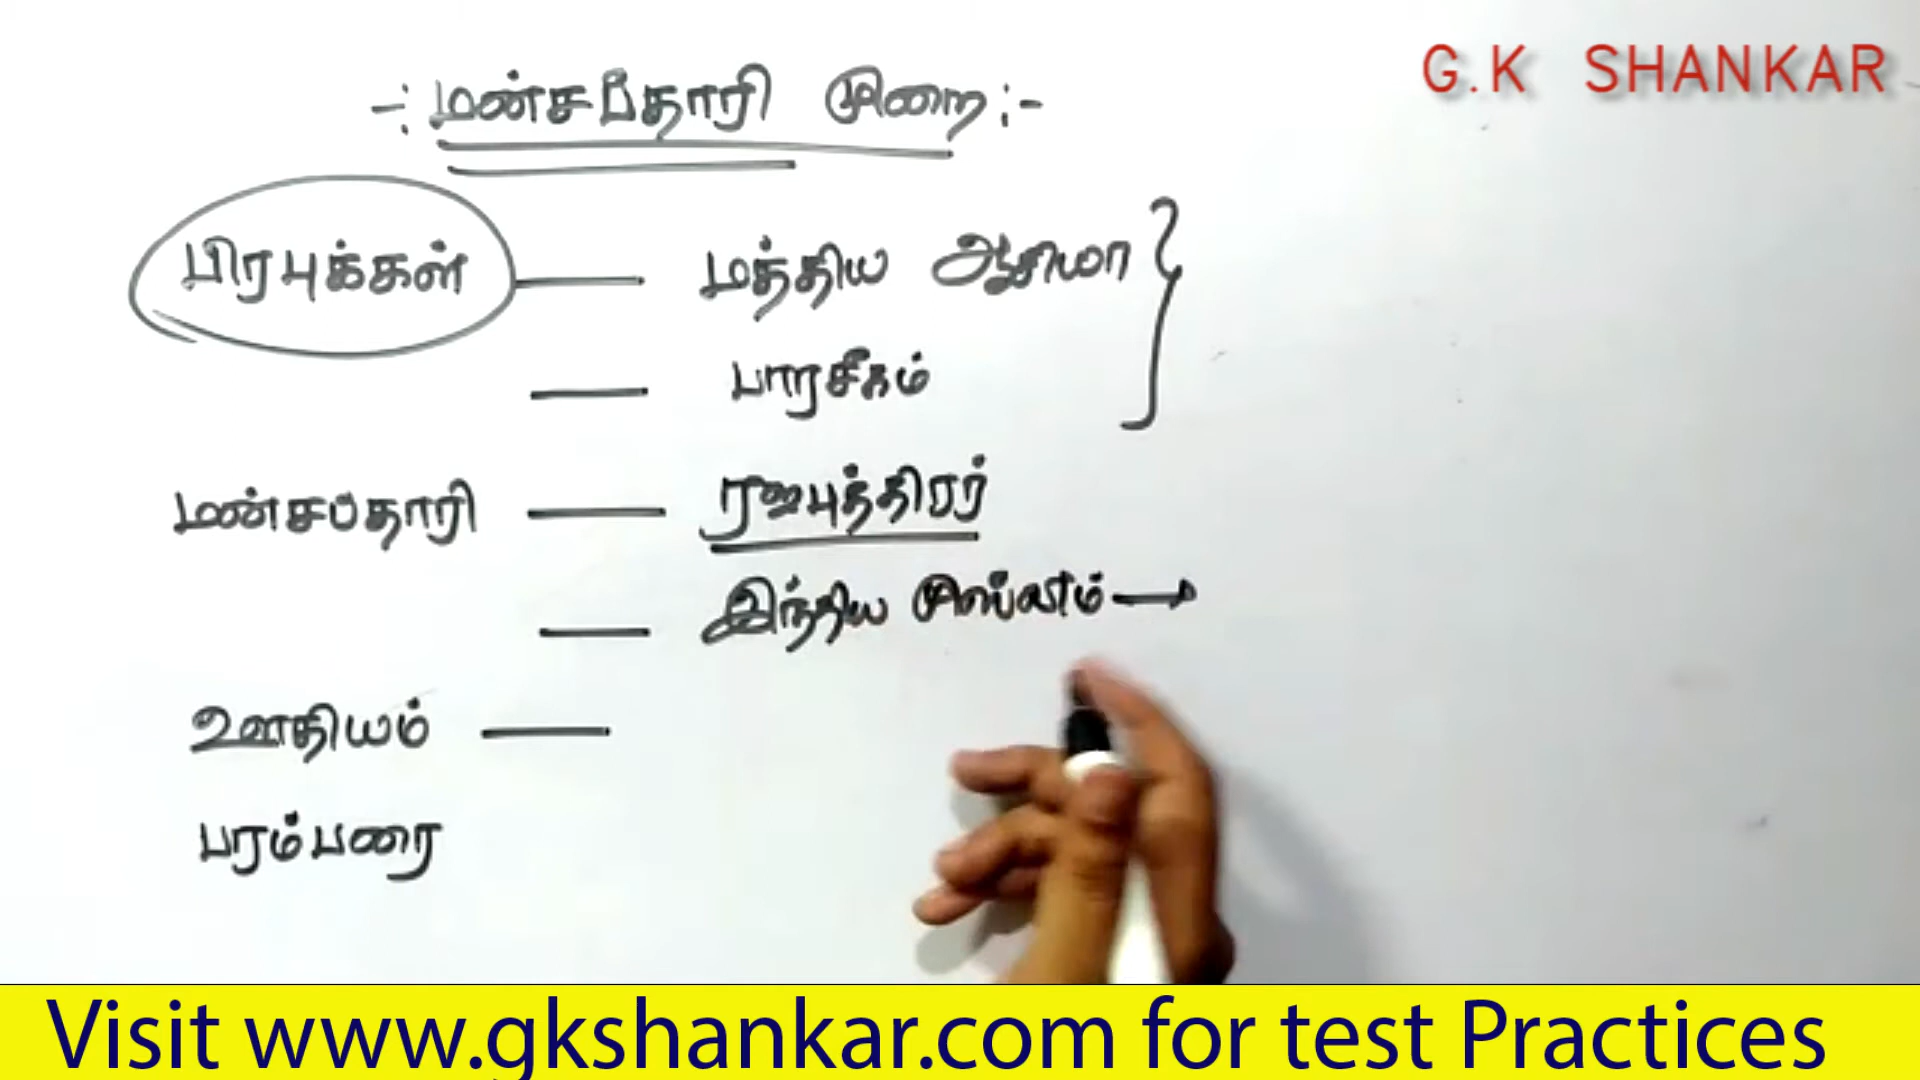 G.K SHANKAR
-: மன்சப்தாரி முறை :-
பிரபுக்கள் — மத்திய ஆசியா
— பாரசீகம்
மன்சப்தாரி — ரஜபுத்திரர்
— இந்திய முஸ்லீம் →
ஊதியம் —
பரம்பரை
Visit www.gkshankar.com for test Practices